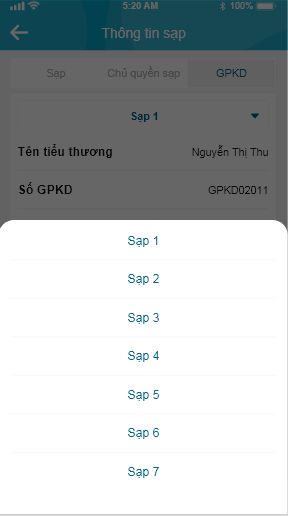 5:20 AM 100%
Thông tin sạp
Sạp Chủ quyền sạp GPKD
Sạp 1
Tên tiểu thương Nguyễn Thị Thu
Số GPKD GPKD02011
Sạp 1
Sạp 2
Sạp 3
Sạp 4
Sạp 5
Sạp 6
Sạp 7